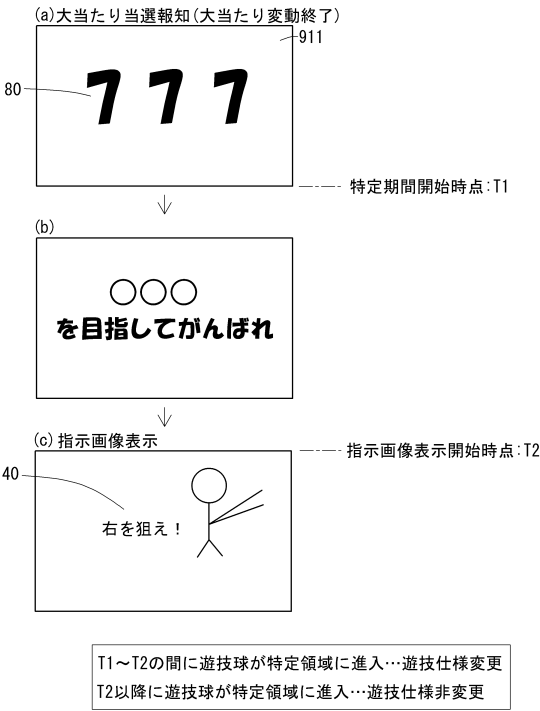 (a)大当たり当選報知(大当たり変動終了)
911
80
777
特定期間開始時点:T1
(b)
○○○
を目指してがんばれ
(c)指示画像表示
指示画像表示開始時点:T2
40
右を狙え!
T1～T2の間に遊技球が特定領域に進入…遊技仕様変更
T2以降に遊技球が特定領域に進入…遊技仕様非変更